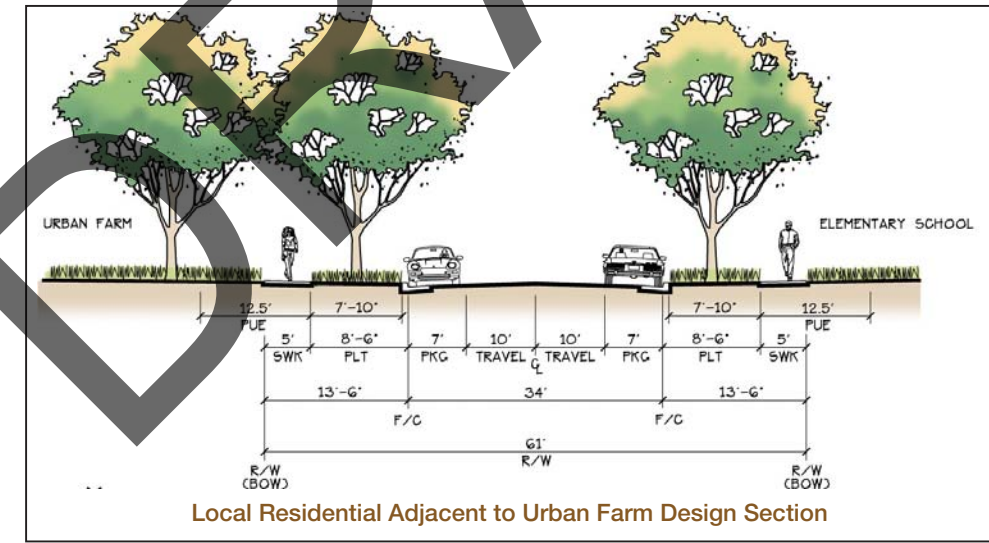 DRA
URBAN FARM
ELEMENTARY SCHOOL
12.5' 7'-10" 7'-10" 12.5'
PUE PUE
5' 8'-6" 7' 10' 10' 7' 8'-6" 5'
SWK PLT PKG TRAVEL ℄ TRAVEL PKG PLT SWK
13'-6" 34' 13'-6"
F/C F/C
61'
R/W
R/W R/W
(BOW) (BOW)
Local Residential Adjacent to Urban Farm Design Section